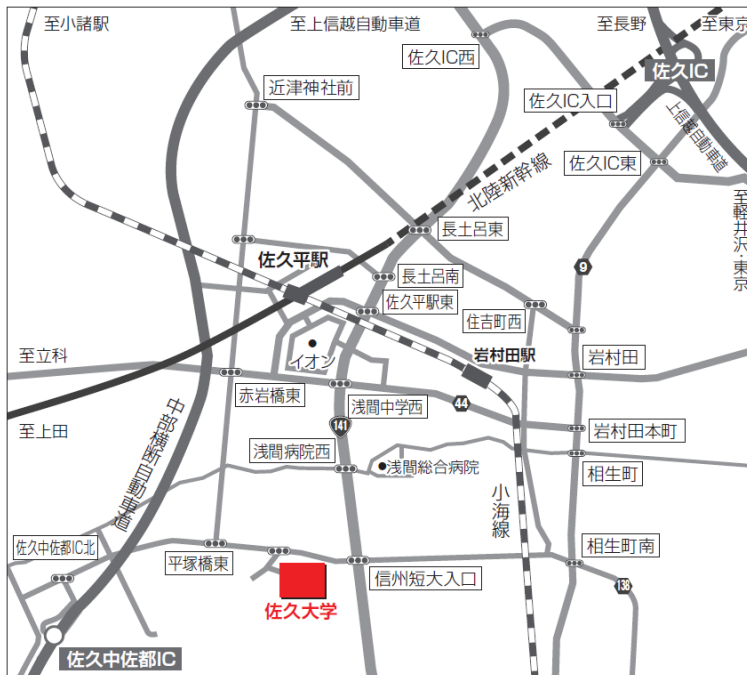 至小諸駅
至上信越自動車道
至長野
至東京
佐久IC西
佐久IC
近津神社前
佐久IC入口
上信越自動車道
佐久IC東
北陸新幹線
至軽井沢・東京
長土呂東
佐久平駅
9
長土呂南
佐久平駅東
住吉町西
イオン
岩村田駅
岩村田
至立科
赤岩橋東
浅間中学西
44
至上田
141
岩村田本町
中部横断自動車道
浅間病院西
浅間総合病院
相生町
小海線
佐久中佐都IC北
平塚橋東
信州短大入口
相生町南
138
佐久大学
佐久中佐都IC